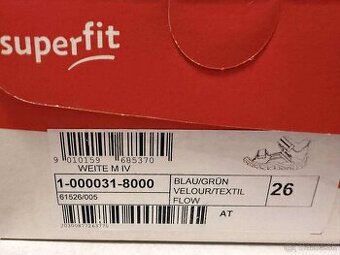 superfit
9 010159 685370
WEITE M IV
1-000031-8000
61526/005
BLAU/GRÜN
VELOUR/TEXTIL
FLOW
26
AT